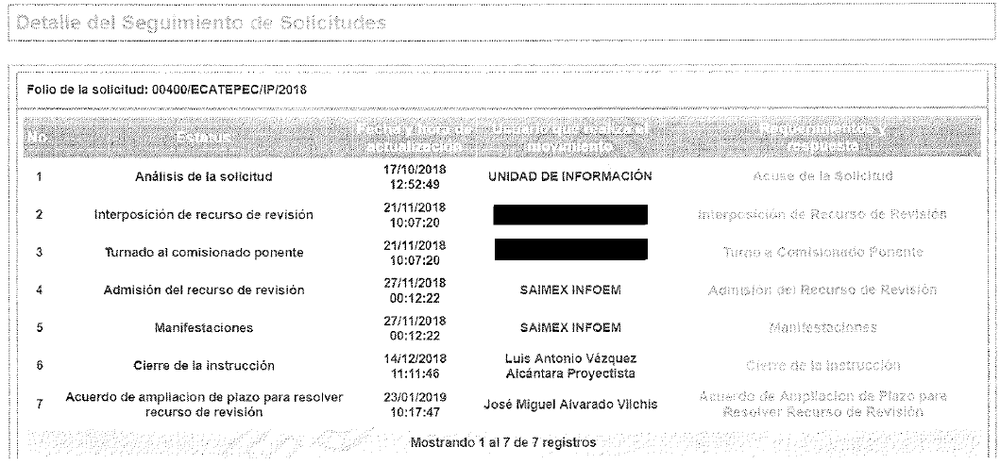 Detalle del Seguimiento de Solicitudes
Folio de la solicitud: 00400/ECATEPEC/IP/2018
No. Estatus Fecha y hora de actualización Usuario que realiza el movimiento Requerimientos y respuesta
1 Análisis de la solicitud 17/10/2018 12:52:49 UNIDAD DE INFORMACIÓN Acuse de la Solicitud
2 Interposición de recurso de revisión 21/11/2018 10:07:20 Interposición de Recurso de Revisión
3 Turnado al comisionado ponente 21/11/2018 10:07:20 Turno a Comisionado Ponente
4 Admisión del recurso de revisión 27/11/2018 00:12:22 SAIMEX INFOEM Admisión del Recurso de Revisión
5 Manifestaciones 27/11/2018 00:12:22 SAIMEX INFOEM Manifestaciones
6 Cierre de la instrucción 14/12/2018 11:11:46 Luis Antonio Vázquez Alcántara Proyectista Cierre de la Instrucción
7 Acuerdo de ampliacion de plazo para resolver recurso de revisión 23/01/2019 10:17:47 José Miguel Alvarado Vilchis Acuerdo de Ampliacion de Plazo para Resolver Recurso de Revisión
Mostrando 1 al 7 de 7 registros